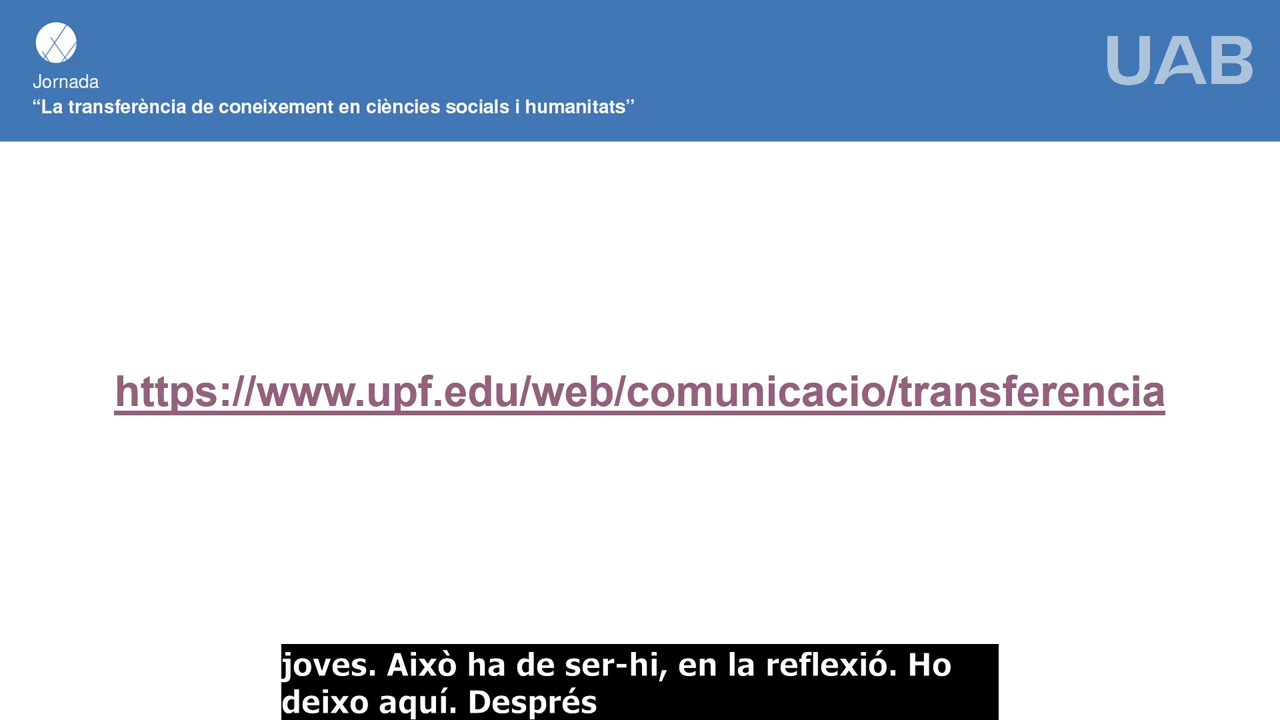 Jornada
UAB
“La transferència de coneixement en ciències socials i humanitats”
https://www.upf.edu/web/comunicacio/transferencia
joves. Això ha de ser-hi, en la reflexió. Ho
deixo aquí. Després